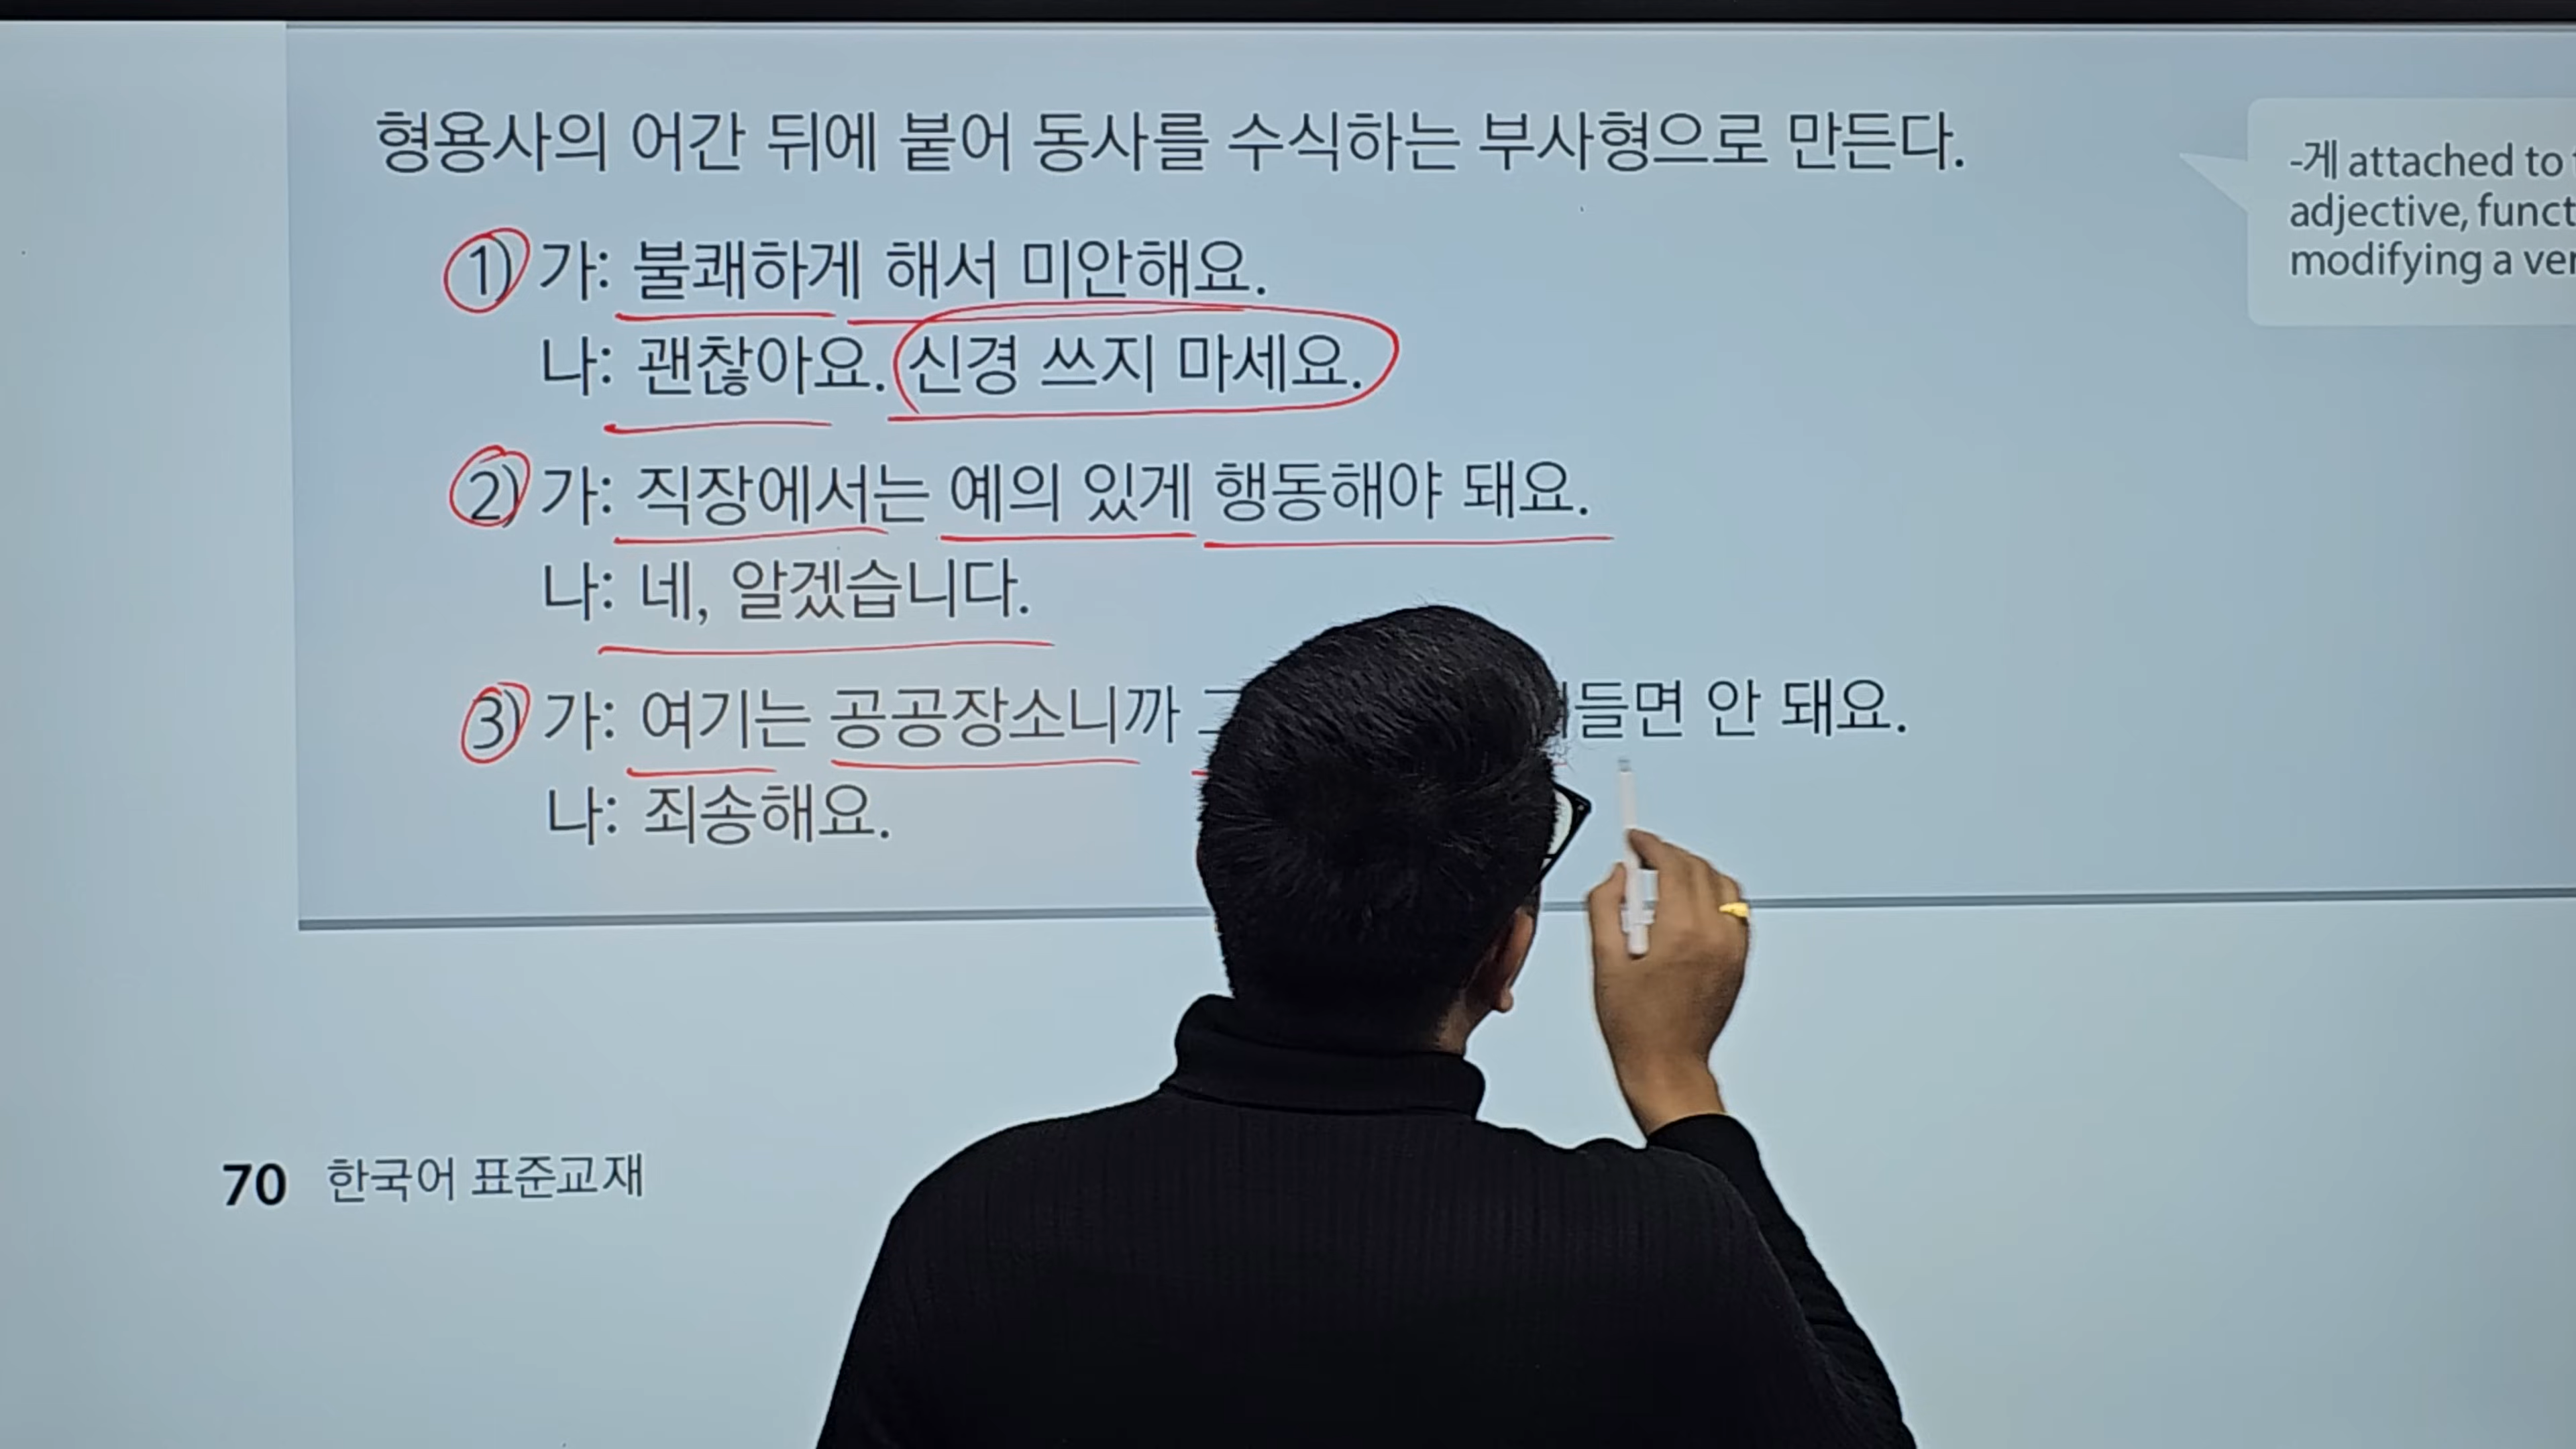 형용사의 어간 뒤에 붙어 동사를 수식하는 부사형으로 만든다.
-게 attached to
adjective, funct
modifying a ver
1) 가: 불쾌하게 해서 미안해요.
나: 괜찮아요. 신경 쓰지 마세요.
2) 가: 직장에서는 예의 있게 행동해야 돼요.
나: 네, 알겠습니다.
3) 가: 여기는 공공장소니까 들면 안 돼요.
나: 죄송해요.
70 한국어 표준교재